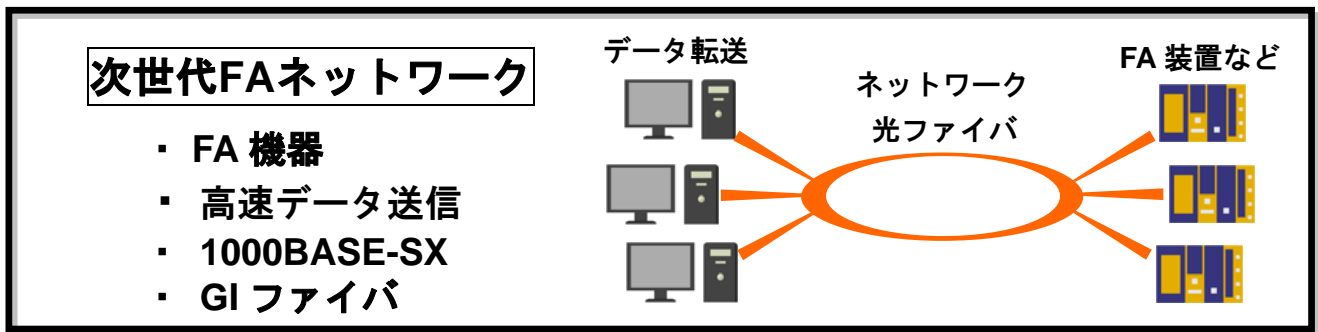 次世代FAネットワーク
・ FA 機器
・ 高速データ送信
・ 1000BASE-SX
・ GI ファイバ
データ転送
ネットワーク
光ファイバ
FA 装置など